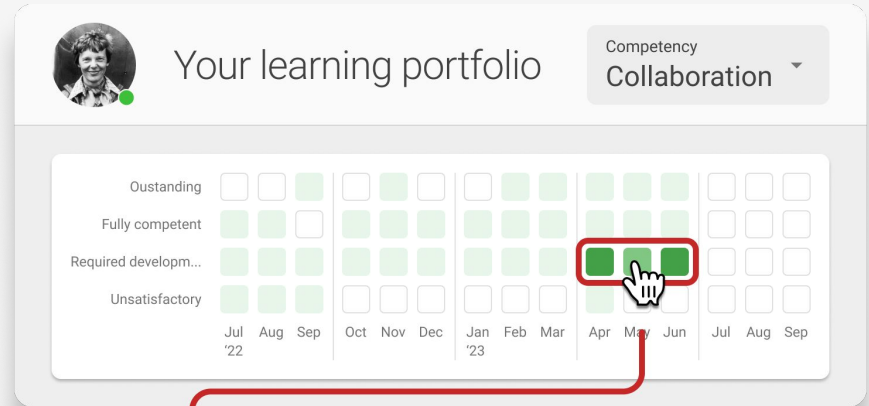 Your learning portfolio
Competency
Collaboration
Oustanding
Fully competent
Required developm...
Unsatisfactory
Jul Aug Sep Oct Nov Dec Jan Feb Mar Apr May Jun Jul Aug Sep
'22 '23